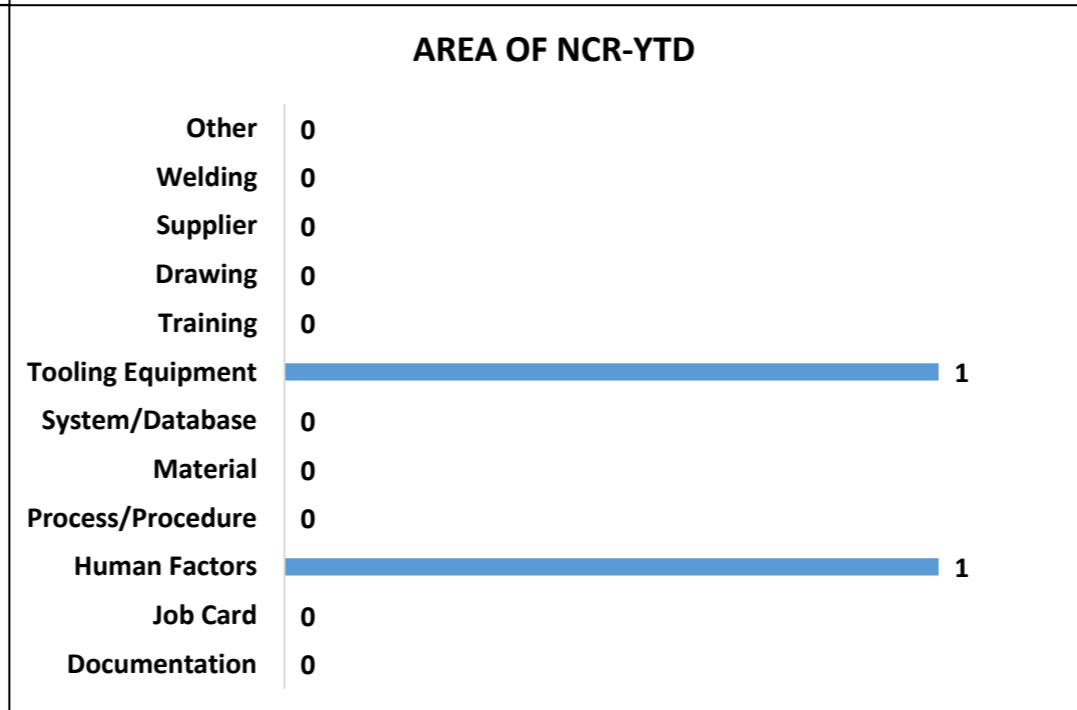 AREA OF NCR-YTD
Other 0
Welding 0
Supplier 0
Drawing 0
Training 0
Tooling Equipment 1
System/Database 0
Material 0
Process/Procedure 0
Human Factors 1
Job Card 0
Documentation 0